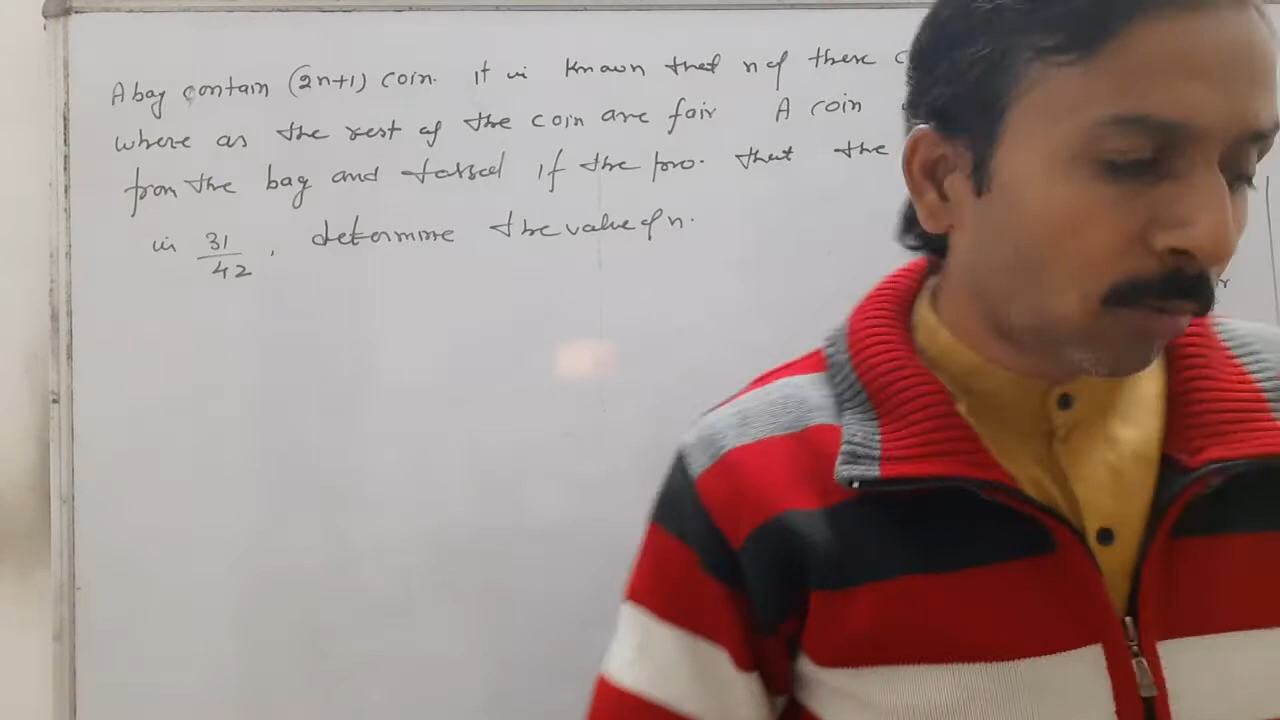 A bag contain (2n+1) coin. It is known that n of these c
where as the rest of the coin are fair A coin
from the bag and tossed if the pro. that the
is 31/42, determine the value of n.